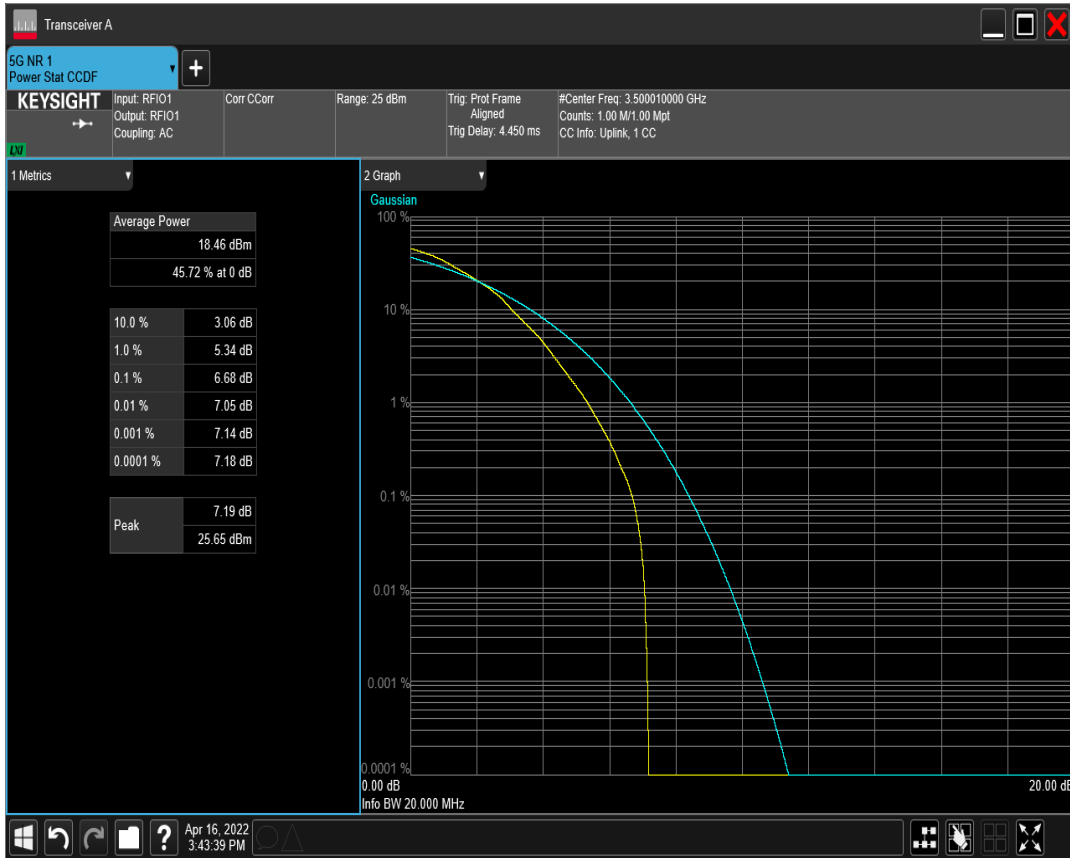 Transceiver A
5G NR 1
Power Stat CCDF
KEYSIGHT
LXI
Input: RFIO1
Output: RFIO1
Coupling: AC
Corr CCorr
Range: 25 dBm
Trig: Prot Frame
Aligned
Trig Delay: 4.450 ms
#Center Freq: 3.500010000 GHz
Counts: 1.00 M/1.00 Mpt
CC Info: Uplink, 1 CC
1 Metrics
Average Power
18.46 dBm
45.72 % at 0 dB
10.0 % 3.06 dB
1.0 % 5.34 dB
0.1 % 6.68 dB
0.01 % 7.05 dB
0.001 % 7.14 dB
0.0001 % 7.18 dB
Peak 7.19 dB
25.65 dBm
2 Graph
Gaussian
100 %
10 %
1 %
0.1 %
0.01 %
0.001 %
0.0001 %
0.00 dB 20.00 dB
Info BW 20.000 MHz
Apr 16, 2022
3:43:39 PM